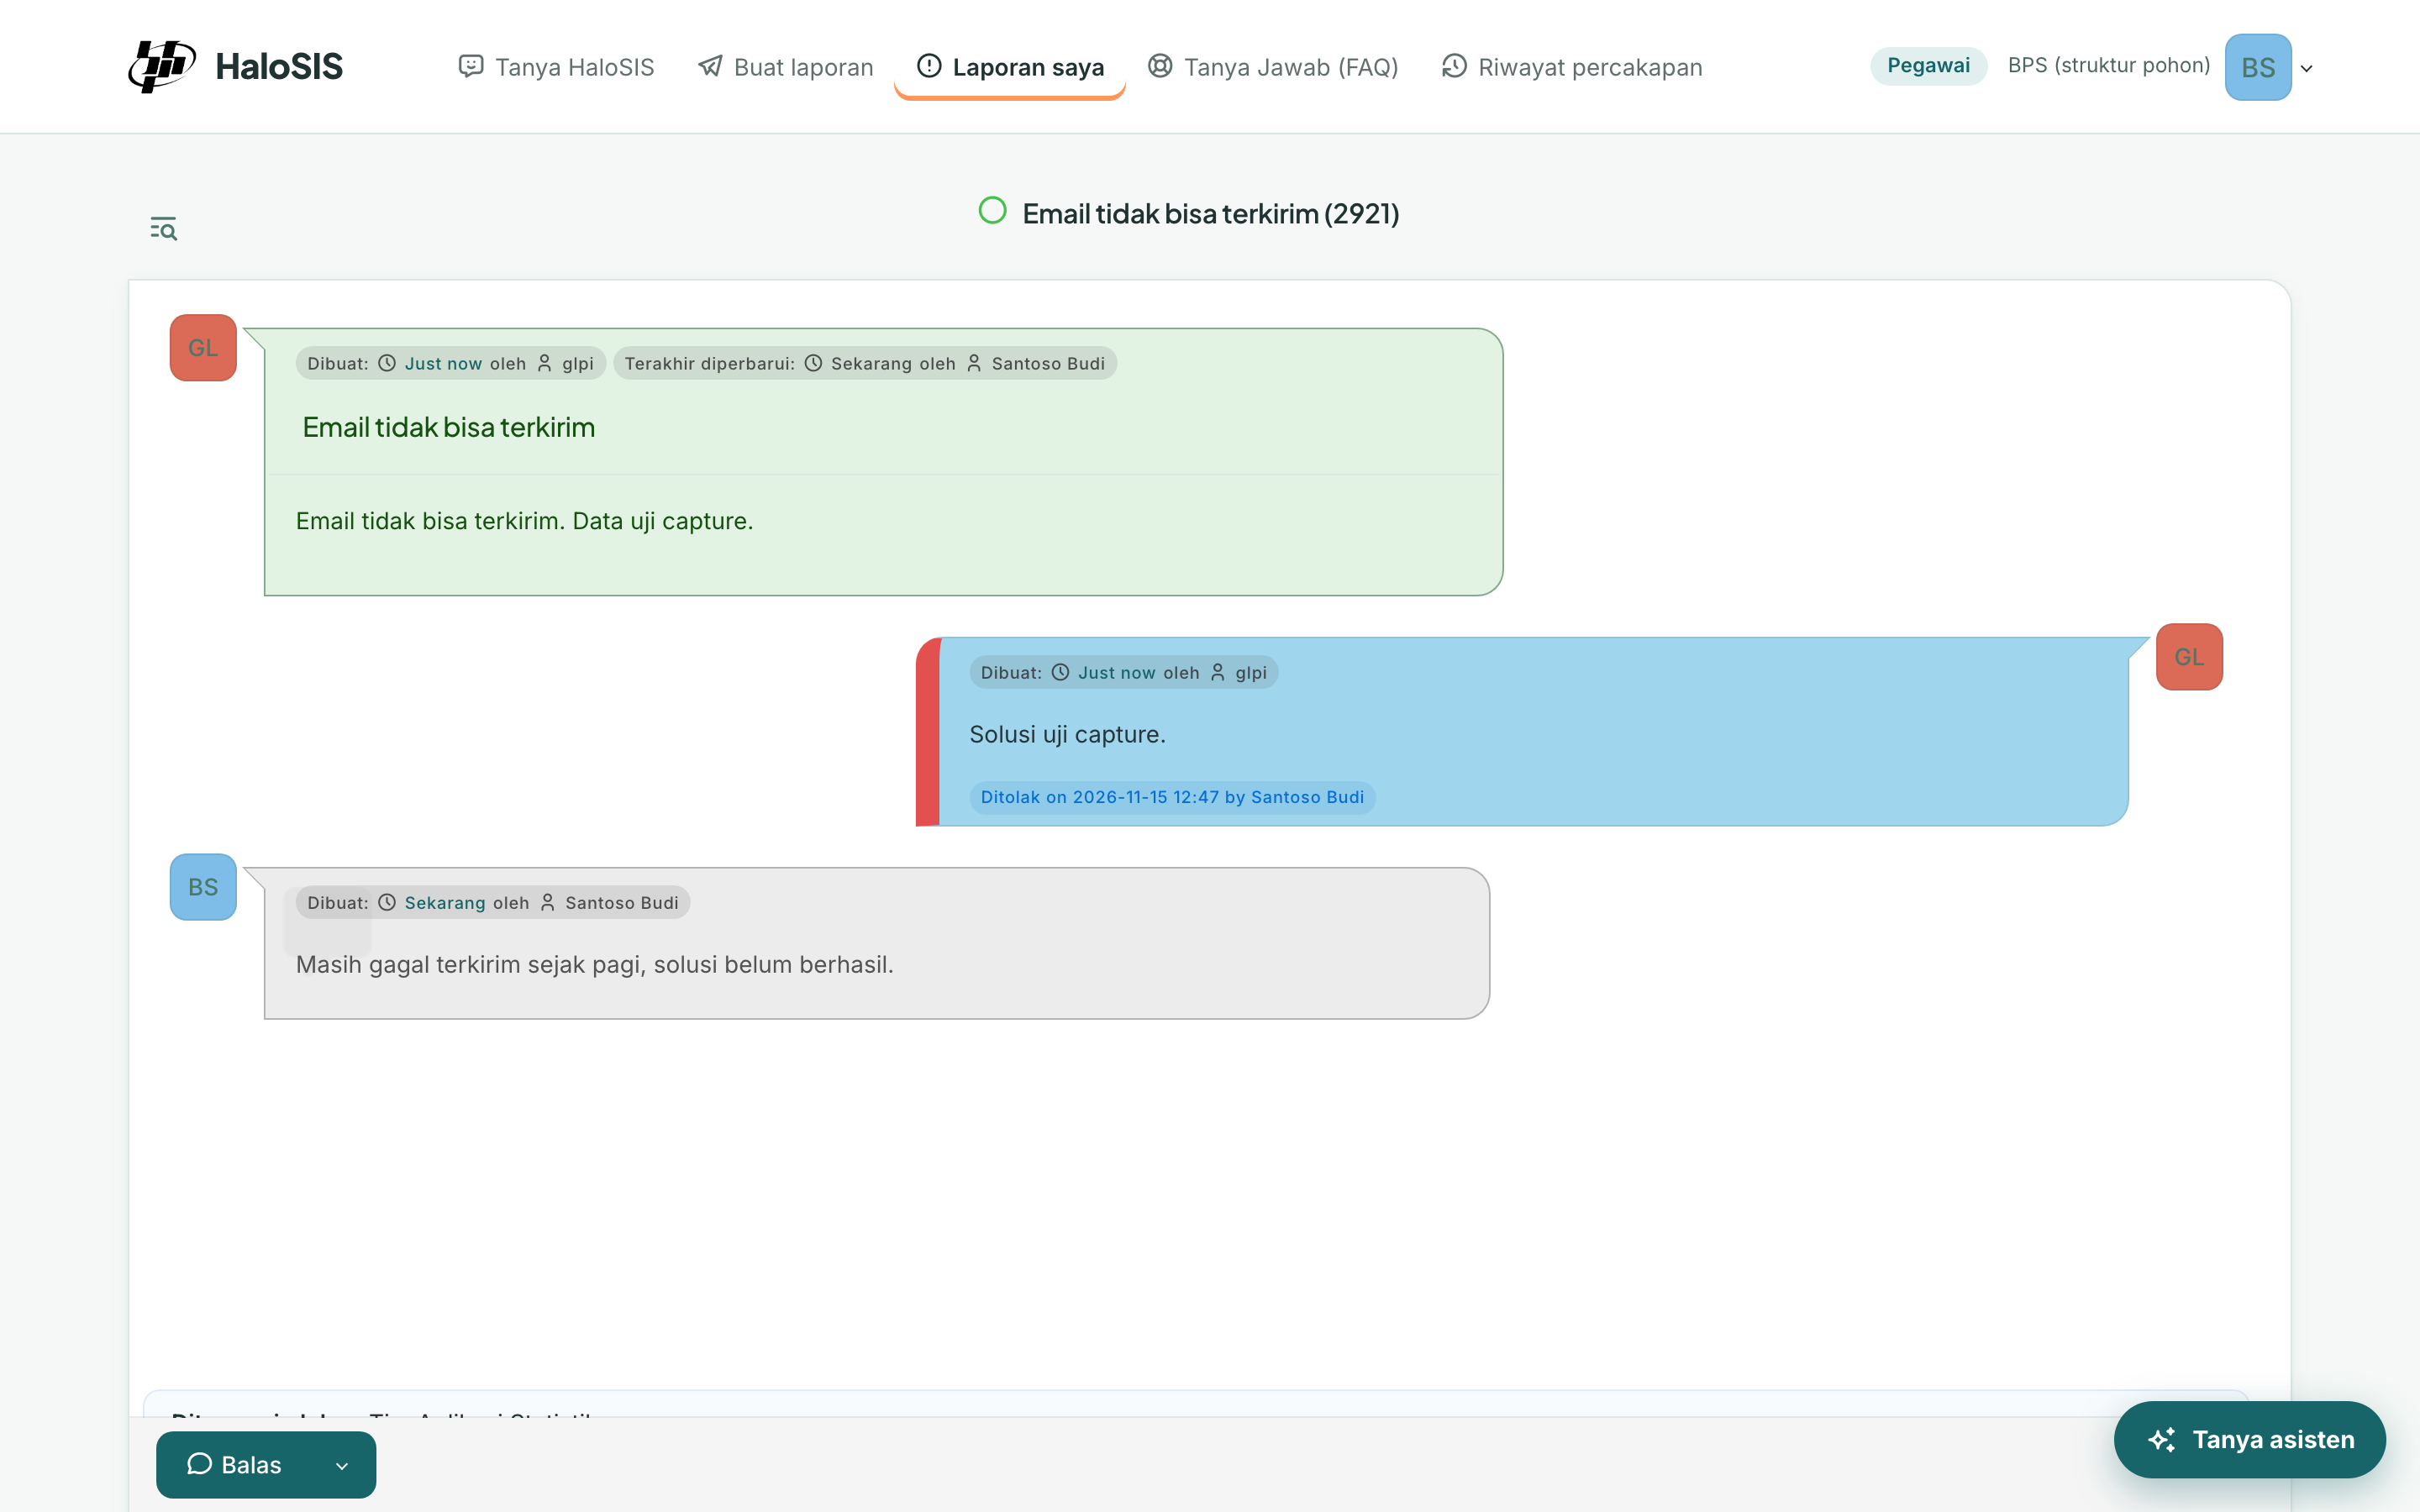 HaloSIS
Tanya HaloSIS
Buat laporan
Laporan saya
Tanya Jawab (FAQ)
Riwayat percakapan
Pegawai
BPS (struktur pohon)
BS
Email tidak bisa terkirim (2921)
GL
Dibuat: Just now oleh glpi
Terakhir diperbarui: Sekarang oleh Santoso Budi
Email tidak bisa terkirim
Email tidak bisa terkirim. Data uji capture.
GL
Dibuat: Just now oleh glpi
Solusi uji capture.
Ditolak on 2026-11-15 12:47 by Santoso Budi
BS
Dibuat: Sekarang oleh Santoso Budi
Masih gagal terkirim sejak pagi, solusi belum berhasil.
Balas
Tanya asisten